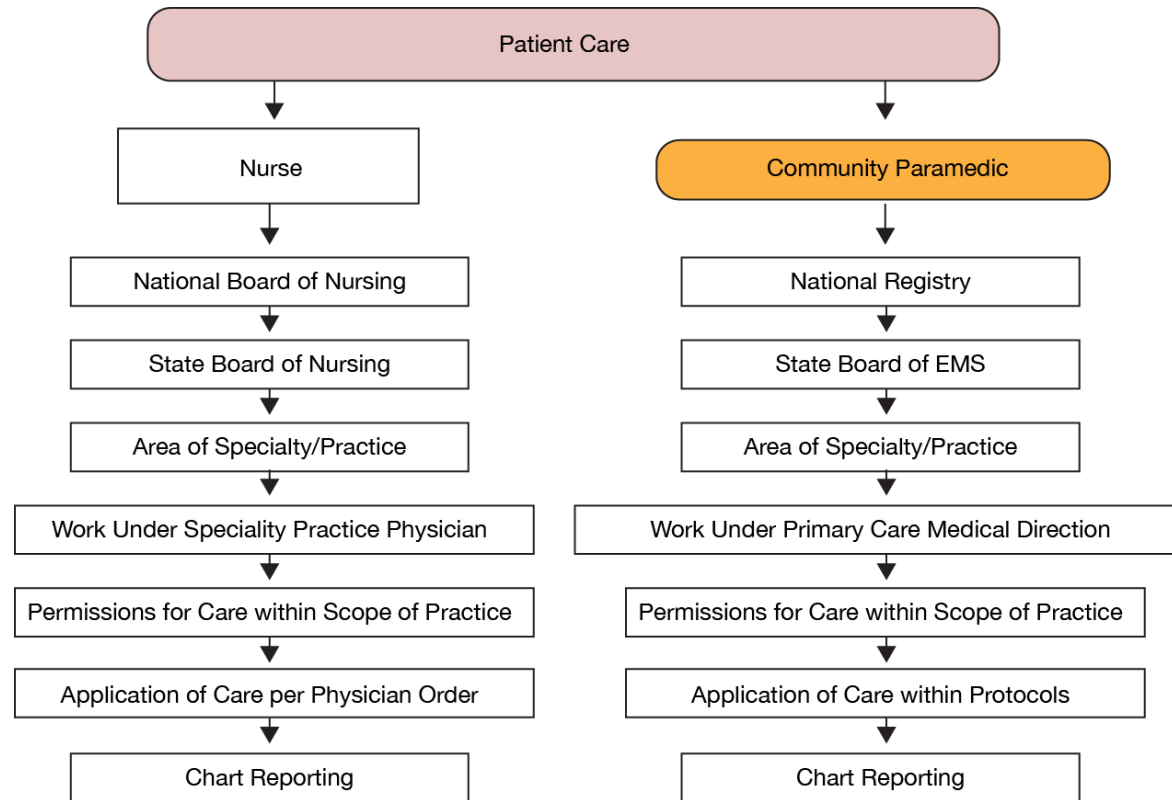 Patient Care
Nurse
Community Paramedic
National Board of Nursing
National Registry
State Board of Nursing
State Board of EMS
Area of Specialty/Practice
Area of Specialty/Practice
Work Under Speciality Practice Physician
Work Under Primary Care Medical Direction
Permissions for Care within Scope of Practice
Permissions for Care within Scope of Practice
Application of Care per Physician Order
Application of Care within Protocols
Chart Reporting
Chart Reporting